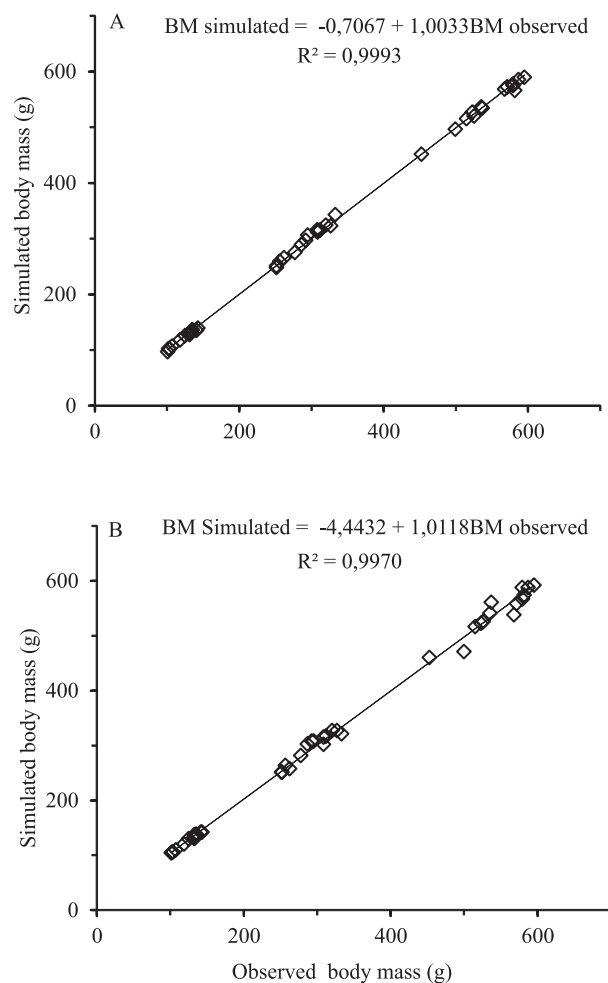 A
BM simulated = -0,7067 + 1,0033BM observed
R² = 0,9993
Simulated body mass (g)
600
400
200
0
0 200 400 600
B
BM Simulated = -4,4432 + 1,0118BM observed
R² = 0,9970
Simulated body mass (g)
600
400
200
0
0 200 400 600
Observed body mass (g)